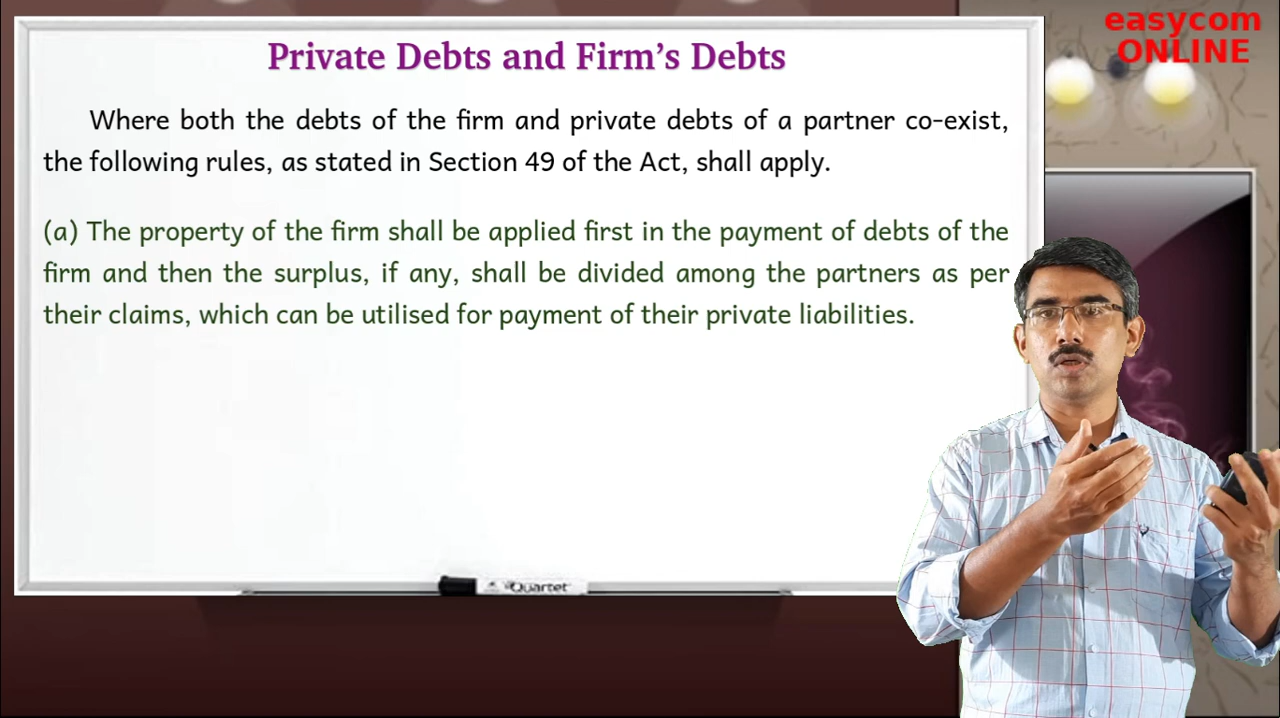 easycom
ONLINE
Private Debts and Firm's Debts
Where both the debts of the firm and private debts of a partner co-exist,
the following rules, as stated in Section 49 of the Act, shall apply.
(a) The property of the firm shall be applied first in the payment of debts of the
firm and then the surplus, if any, shall be divided among the partners as per
their claims, which can be utilised for payment of their private liabilities.
Quartet